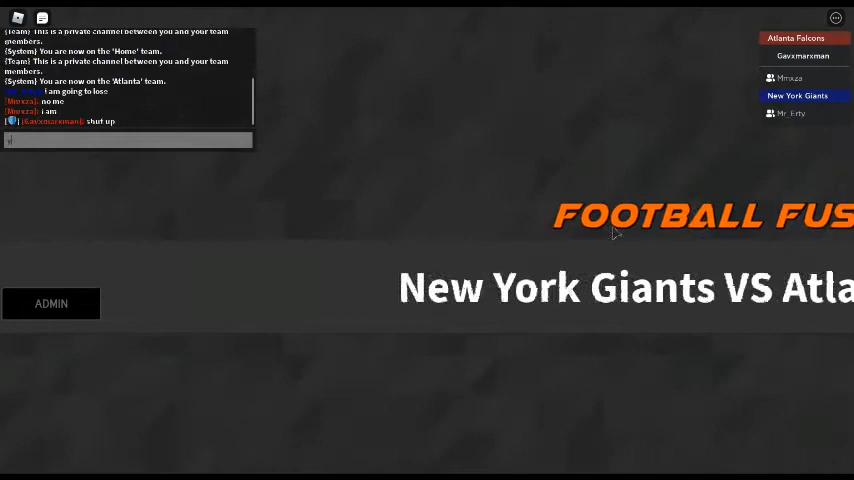 {Team} This is a private channel between you and your team
members.
{System} You are now on the 'Home' team.
{Team} This is a private channel between you and your team
members.
{System} You are now on the 'Atlanta' team.
i am going to lose
[Mmxza]: no me
[Mmxza]: i am
[Gavxmarxman]: shut up
ADMIN
FOOTBALL FUS
New York Giants VS Atla
Atlanta Falcons
Gavxmarxman
Mmxza
New York Giants
Mr_Erty